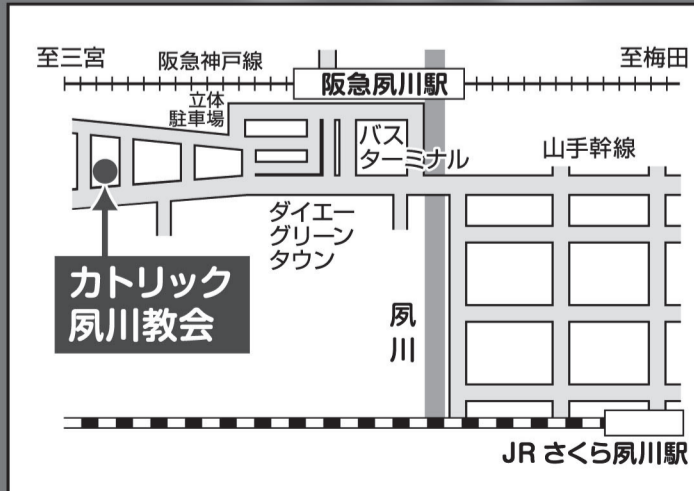 至三宮
阪急神戸線
至梅田
阪急夙川駅
立体
駐車場
バス
ターミナル
山手幹線
ダイエー
グリーン
タウン
カトリック
夙川教会
夙川
JR さくら夙川駅